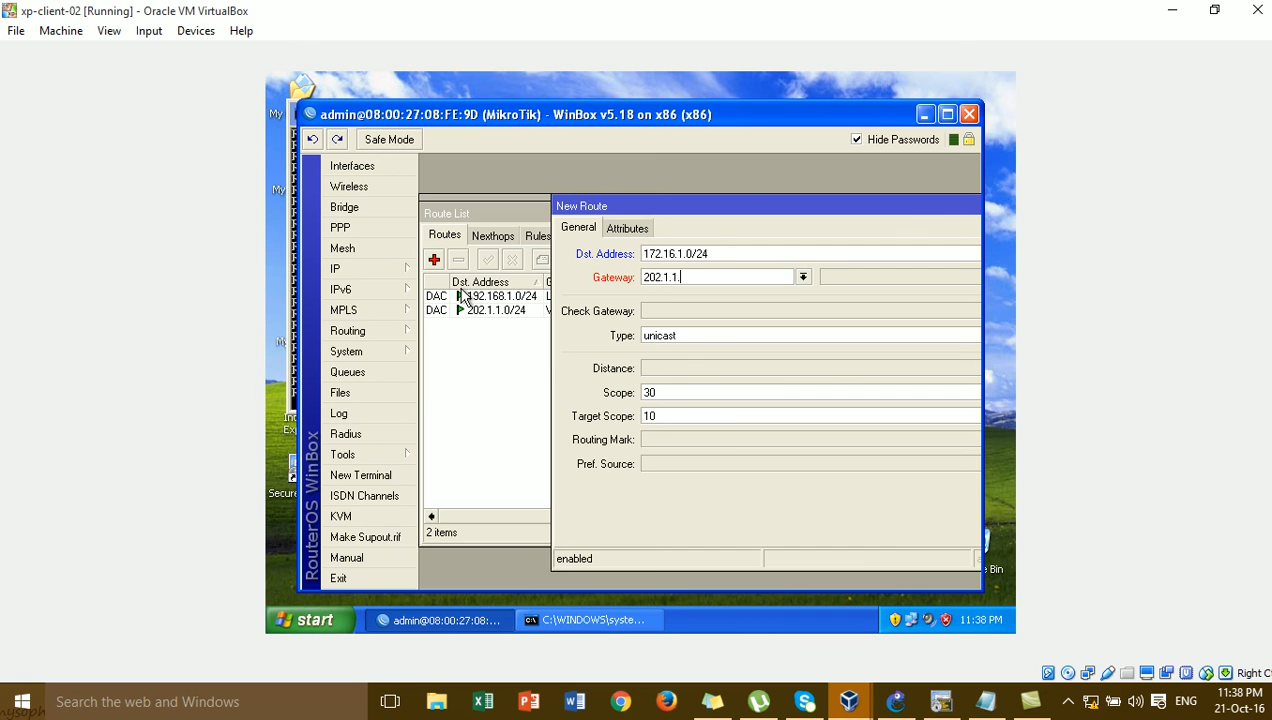 xp-client-02 [Running] - Oracle VM VirtualBox
File Machine View Input Devices Help
admin@08:00:27:08:FE:9D (MikroTik) - WinBox v5.18 on x86 (x86)
Safe Mode
Hide Passwords
RouterOS WinBox
Interfaces
Wireless
Bridge
PPP
Mesh
IP
IPv6
MPLS
Routing
System
Queues
Files
Log
Radius
Tools
New Terminal
ISDN Channels
KVM
Make Supout.rif
Manual
Exit
Route List
Routes Nexthops Rules
Dst. Address
DAC 192.168.1.0/24
DAC 202.1.1.0/24
2 items
New Route
General Attributes
Dst. Address: 172.16.1.0/24
Gateway: 202.1.1.
Check Gateway:
Type: unicast
Distance:
Scope: 30
Target Scope: 10
Routing Mark:
Pref. Source:
enabled
My
My
Secure
Bin
start
admin@08:00:27:08:...
C:\WINDOWS\syste...
11:38 PM
Right C
Search the web and Windows
ENG
11:38 PM
21-Oct-16